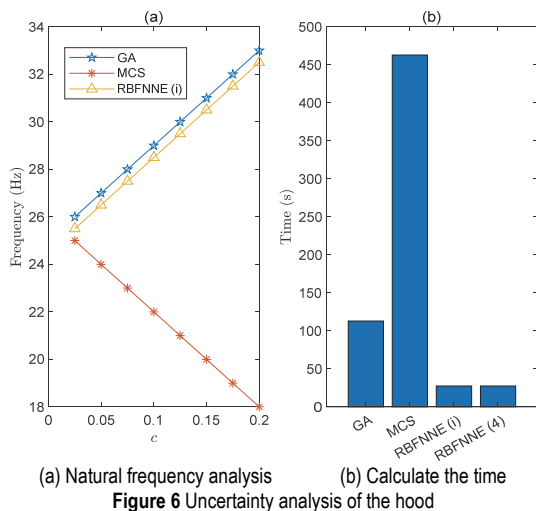 (a)
34
32
30
28
26
24
22
20
18
Frequency (Hz)
GA
MCS
RBFNNE (i)
0
0.05
0.1
0.15
0.2
c
(b)
500
450
400
350
300
250
200
150
100
50
0
Time (s)
GA
MCS
RBFNNE (i)
RBFNNE (4)
(a) Natural frequency analysis
(b) Calculate the time
Figure 6 Uncertainty analysis of the hood